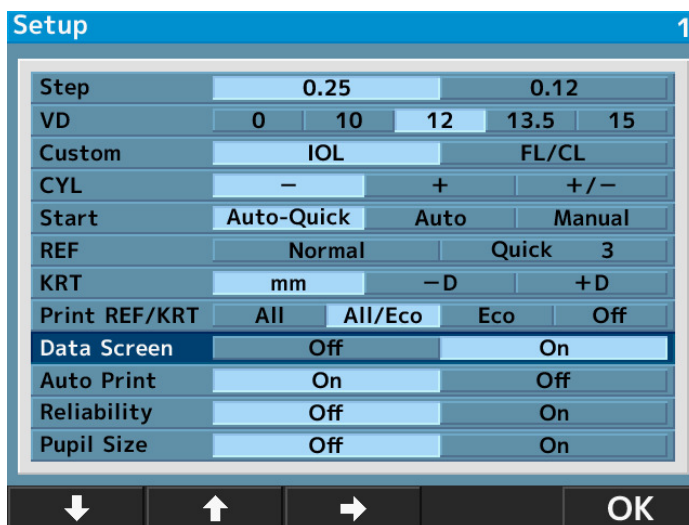 Setup 1
Step 0.25 0.12
VD 0 10 12 13.5 15
Custom IOL FL/CL
CYL − + +/−
Start Auto-Quick Auto Manual
REF Normal Quick 3
KRT mm −D +D
Print REF/KRT All All/Eco Eco Off
Data Screen Off On
Auto Print On Off
Reliability Off On
Pupil Size Off On
OK